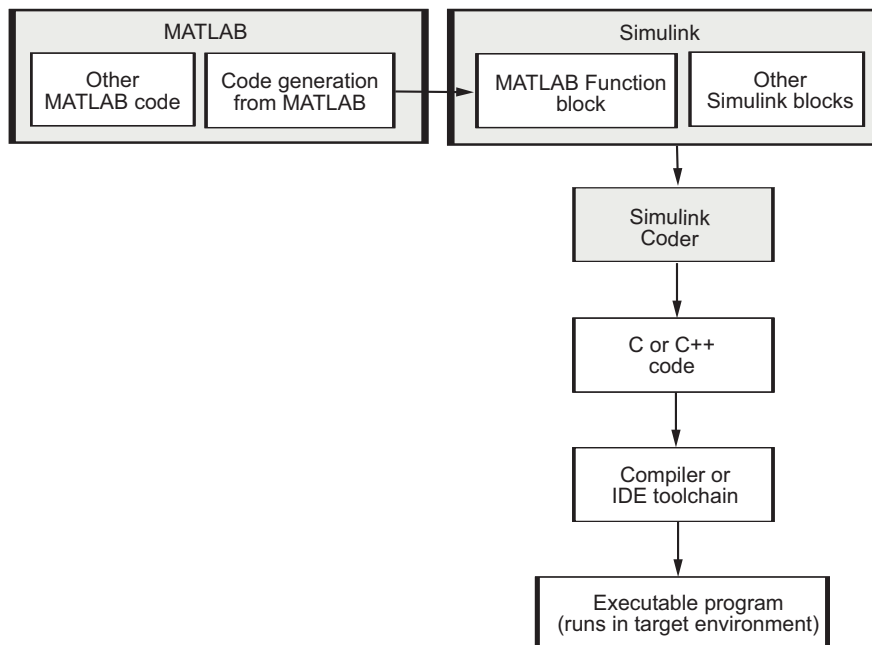 MATLAB
Other
MATLAB code
Code generation
from MATLAB
Simulink
MATLAB Function
block
Other
Simulink blocks
Simulink
Coder
C or C++
code
Compiler or
IDE toolchain
Executable program
(runs in target environment)